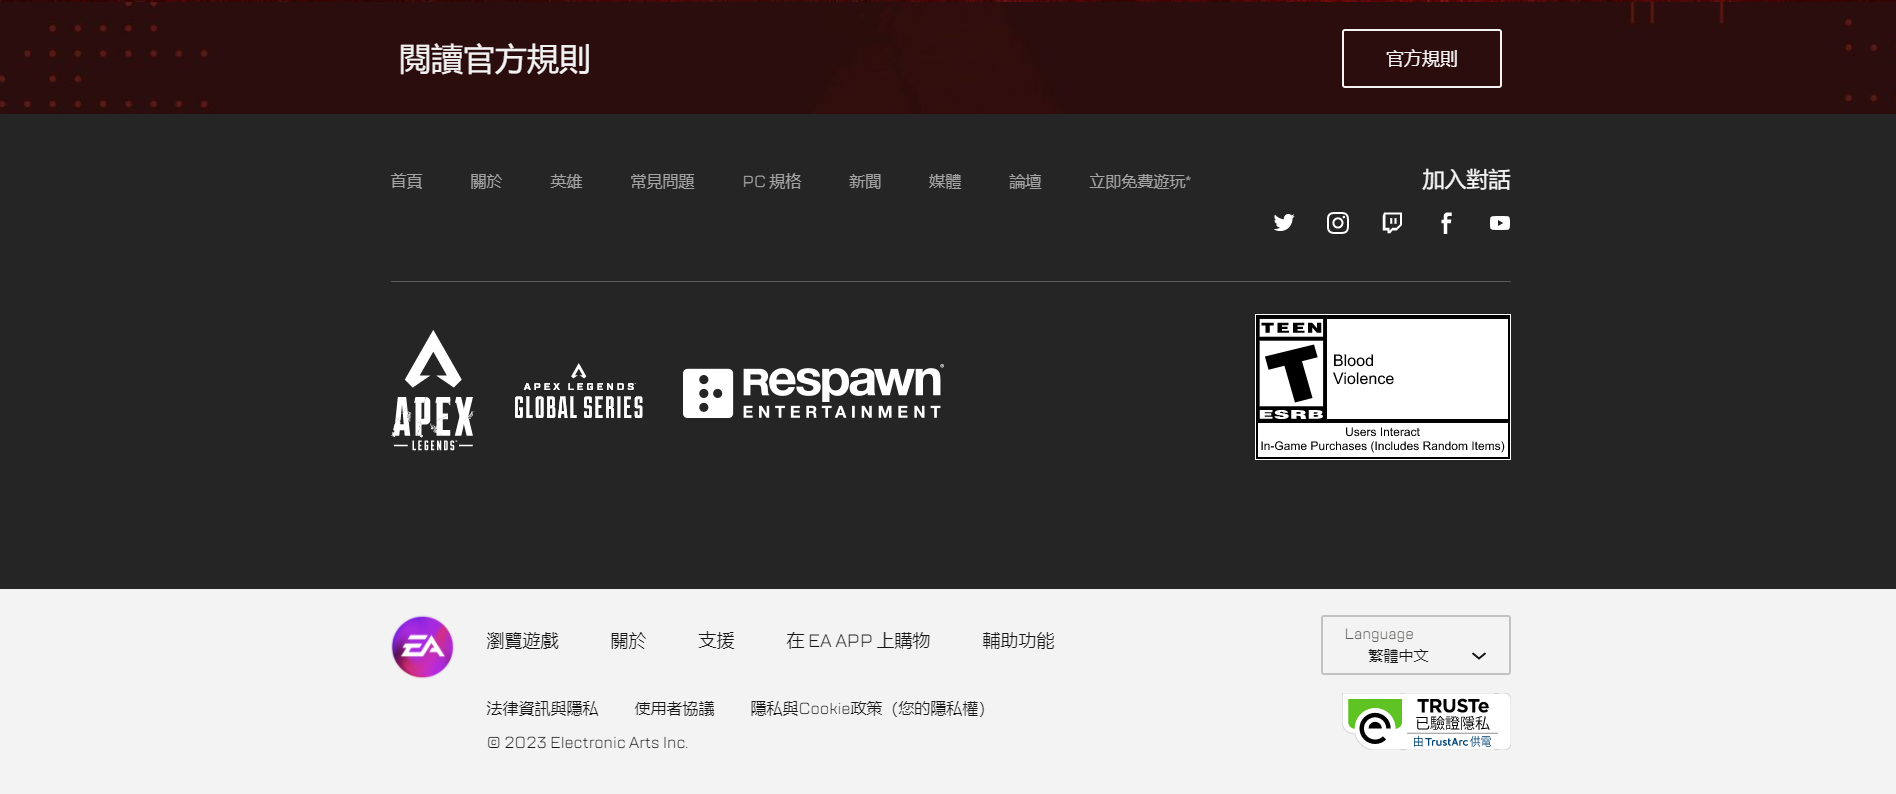 閱讀官方規則
官方規則
首頁 關於 英雄 常見問題 PC 規格 新聞 媒體 論壇 立即免費遊玩*
加入對話
APEX
LEGENDS
APEX LEGENDS
GLOBAL SERIES
Respawn®
ENTERTAINMENT
TEEN
T
ESRB
Blood
Violence
Users Interact
In-Game Purchases (Includes Random Items)
EA
瀏覽遊戲 關於 支援 在 EA APP 上購物 輔助功能
Language
繁體中文
法律資訊與隱私 使用者協議 隱私與Cookie政策（您的隱私權）
© 2023 Electronic Arts Inc.
TRUSTe
已驗證隱私
由 TrustArc 供電